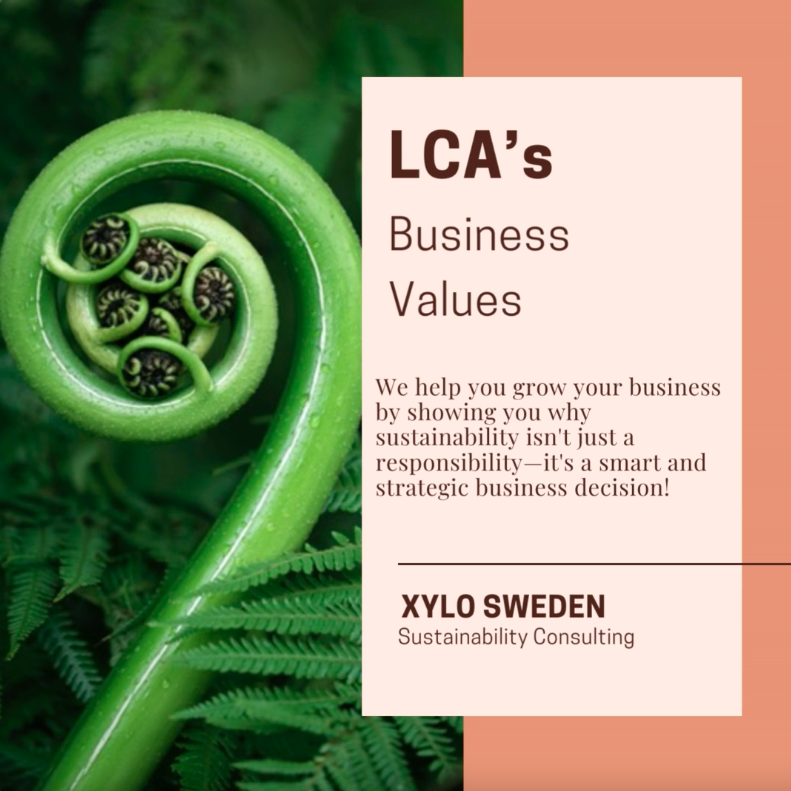 LCA’s
Business
Values
We help you grow your business
by showing you why
sustainability isn't just a
responsibility—it's a smart and
strategic business decision!
XYLO SWEDEN
Sustainability Consulting